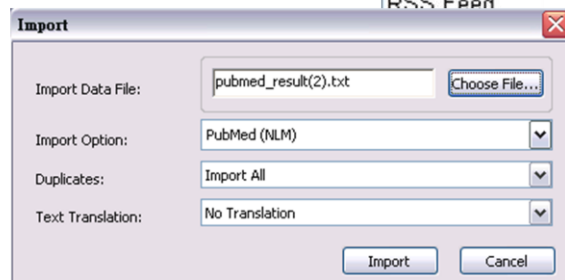 RSS Feed
Import
Import Data File:
pubmed_result(2).txt
Choose File...
Import Option:
PubMed (NLM)
Duplicates:
Import All
Text Translation:
No Translation
Import
Cancel